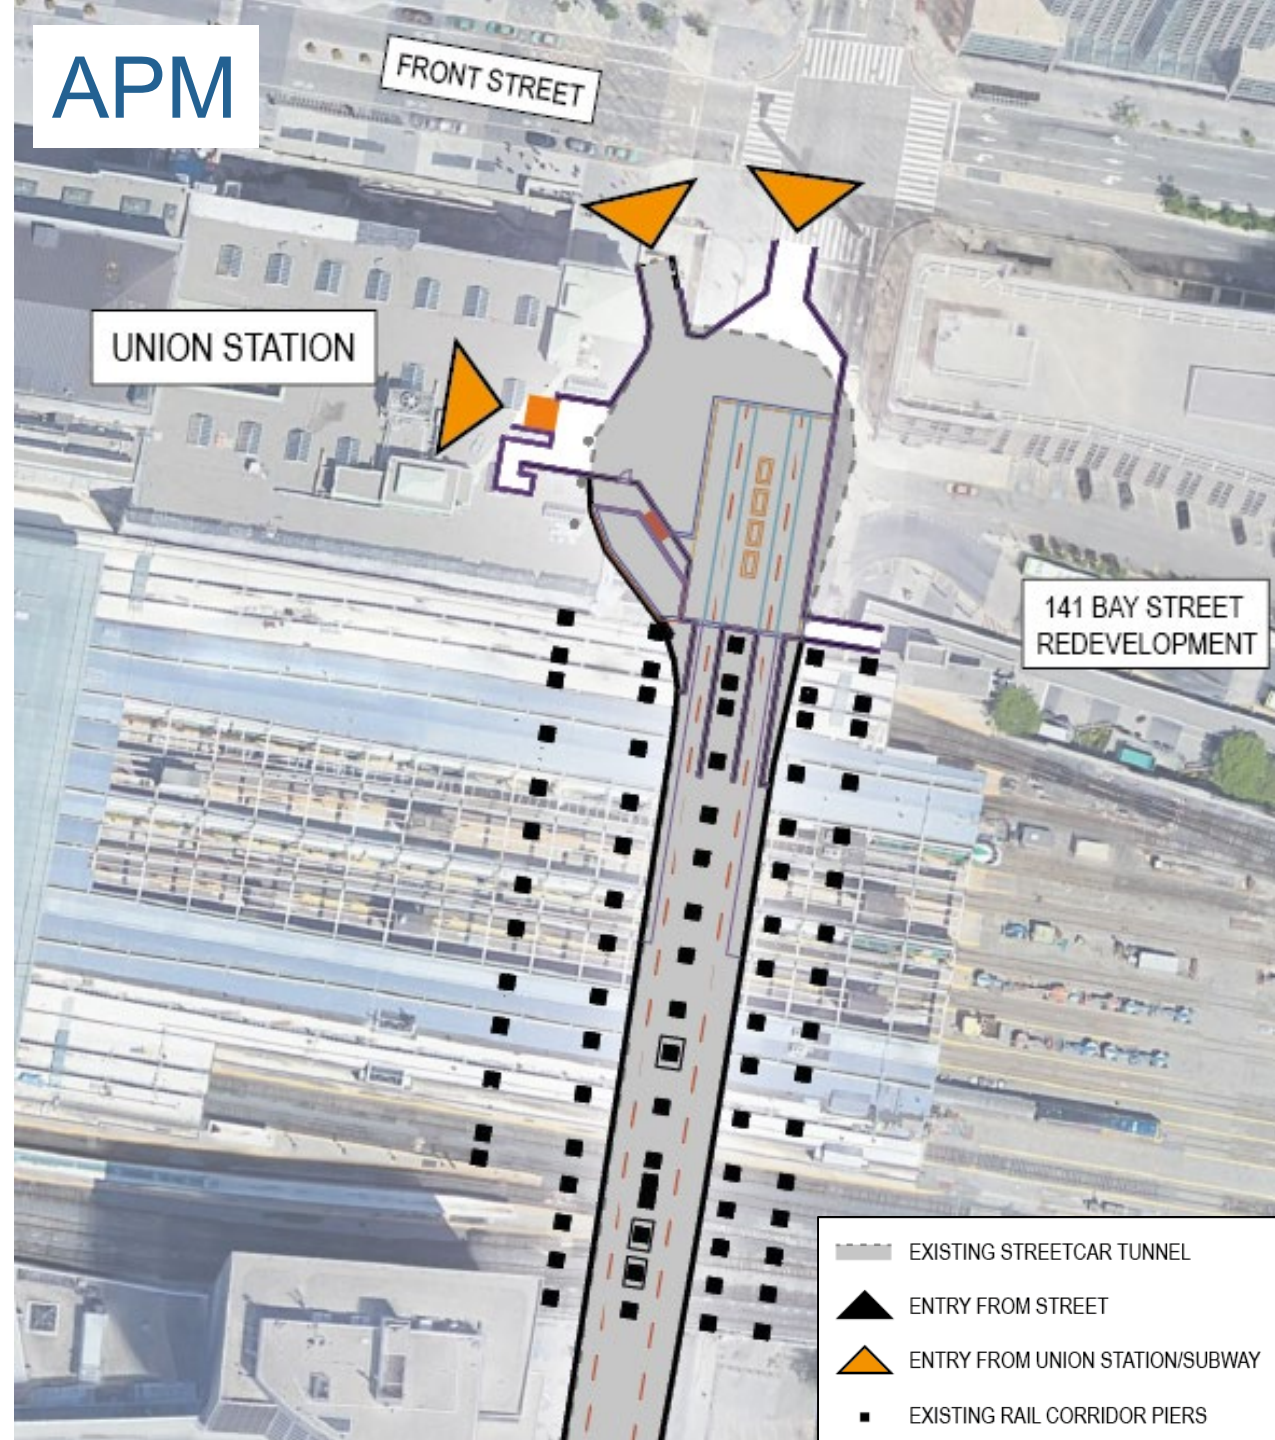 APM
FRONT STREET
UNION STATION
141 BAY STREET
REDEVELOPMENT
EXISTING STREETCAR TUNNEL
ENTRY FROM STREET
ENTRY FROM UNION STATION/SUBWAY
EXISTING RAIL CORRIDOR PIERS